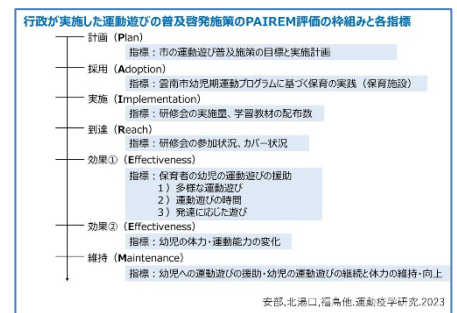 行政が実施した運動遊びの普及啓発施策のPAIREM評価の枠組みと各指標
計画（Plan）
指標：市の運動遊び普及施策の目標と実施計画
採用（Adoption）
指標：雲南市幼児期運動プログラムに基づく保育の実践（保育施設）
実施（Implementation）
指標：研修会の実施量、学習教材の配布数
到達（Reach）
指標：研修会の参加状況、カバー状況
効果①（Effectiveness）
指標：保育者の幼児の運動遊びの援助
1）多様な運動遊び
2）運動遊びの時間
3）発達に応じた遊び
効果②（Effectiveness）
指標：幼児の体力・運動能力の変化
維持（Maintenance）
指標：幼児への運動遊びの援助・幼児の運動遊びの継続と体力の維持・向上
安部,北湯口,福島他.運動疫学研究.2023